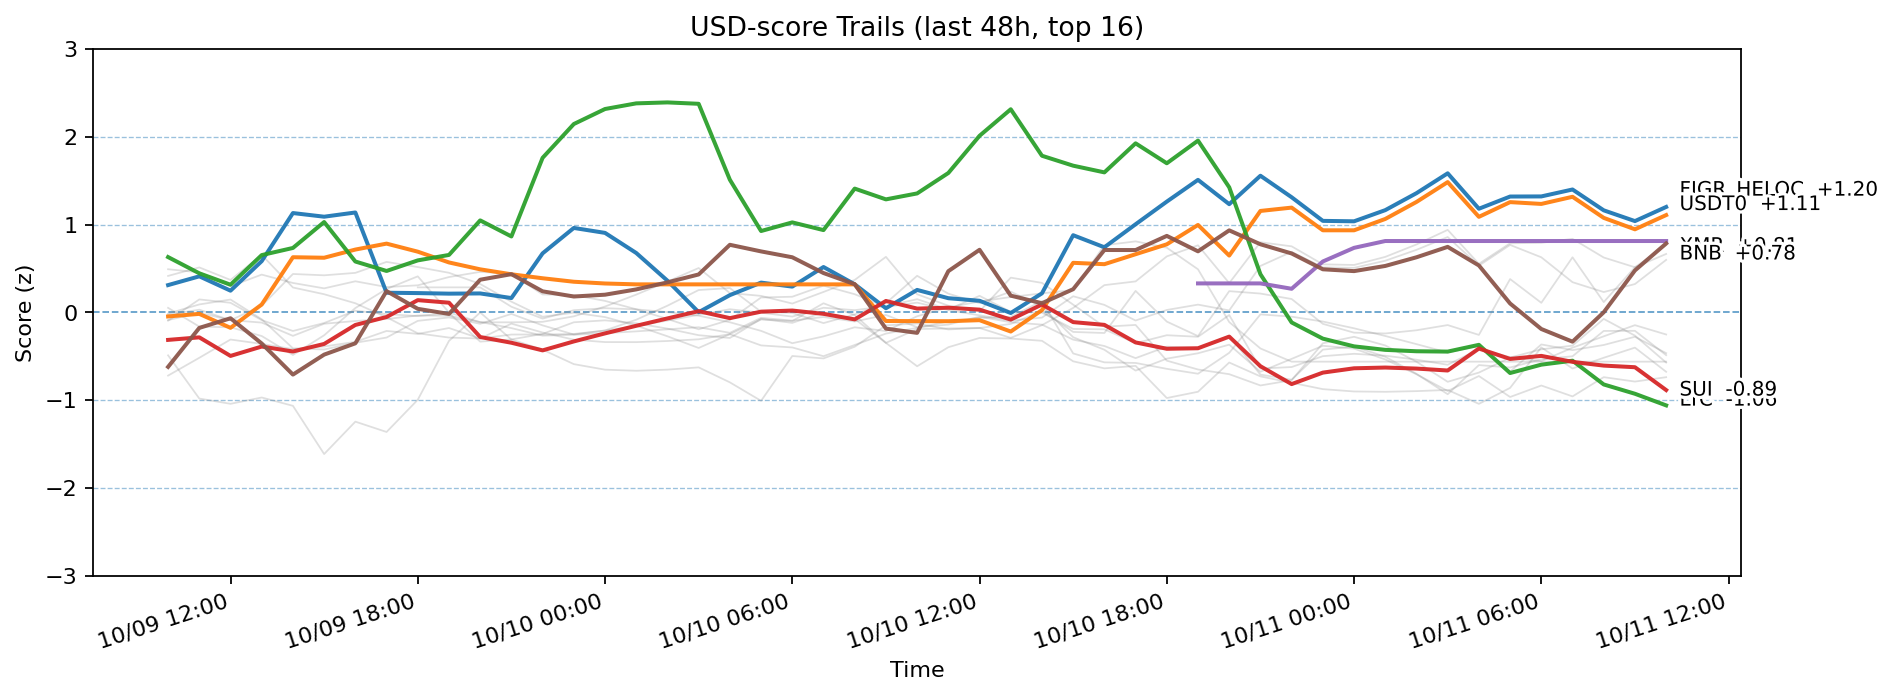 USD-score Trails (last 48h, top 16)
3
2
1
0
−1
−2
−3
Score (z)
FIGR_HELOC +1.20
USDT0 +1.11
BNB +0.78
SUI -0.89
LTC -1.06
10/09 12:00
10/09 18:00
10/10 00:00
10/10 06:00
10/10 12:00
10/10 18:00
10/11 00:00
10/11 06:00
10/11 12:00
Time